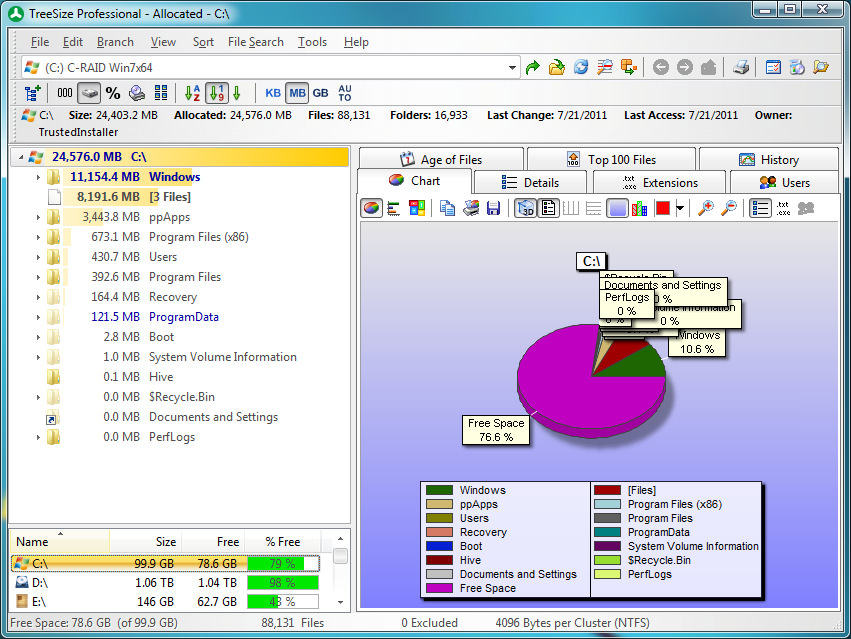 TreeSize Professional - Allocated - C:\
File Edit Branch View Sort File Search Tools Help
(C:) C-RAID Win7x64
000 % KB MB GB AU TO
C:\ Size: 24,403.2 MB Allocated: 24,576.0 MB Files: 88,131 Folders: 16,933 Last Change: 7/21/2011 Last Access: 7/21/2011 Owner:
TrustedInstaller
24,576.0 MB C:\
11,154.4 MB Windows
8,191.6 MB [3 Files]
3,443.8 MB ppApps
673.1 MB Program Files (x86)
430.7 MB Users
392.6 MB Program Files
164.4 MB Recovery
121.5 MB ProgramData
2.8 MB Boot
1.0 MB System Volume Information
0.1 MB Hive
0.0 MB $Recycle.Bin
0.0 MB Documents and Settings
0.0 MB PerfLogs
Age of Files Top 100 Files History
Chart Details .txt .exe Extensions Users
3D .txt .exe
C:\
$Recycle.Bin
Documents and Settings
0 %
PerfLogs
0 %
0 %
Windows
10.6 %
Free Space
76.6 %
Windows [Files]
ppApps Program Files (x86)
Users Program Files
Recovery ProgramData
Boot System Volume Information
Hive $Recycle.Bin
Documents and Settings PerfLogs
Free Space
Name Size Free % Free
C:\ 99.9 GB 78.6 GB 79 %
D:\ 1.06 TB 1.04 TB 98 %
E:\ 146 GB 62.7 GB 43 %
Free Space: 78.6 GB (of 99.9 GB) 88,131 Files 0 Excluded 4096 Bytes per Cluster (NTFS)